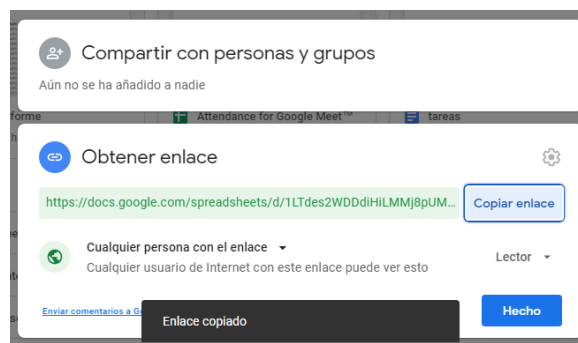 Compartir con personas y grupos
Aún no se ha añadido a nadie
forme
Attendance for Google Meet™
tareas
Obtener enlace
https://docs.google.com/spreadsheets/d/1LTdes2WDDdiHiLMMj8pUM...
Copiar enlace
Cualquier persona con el enlace
Cualquier usuario de Internet con este enlace puede ver esto
Lector
Enviar comentarios a G
Enlace copiado
Hecho